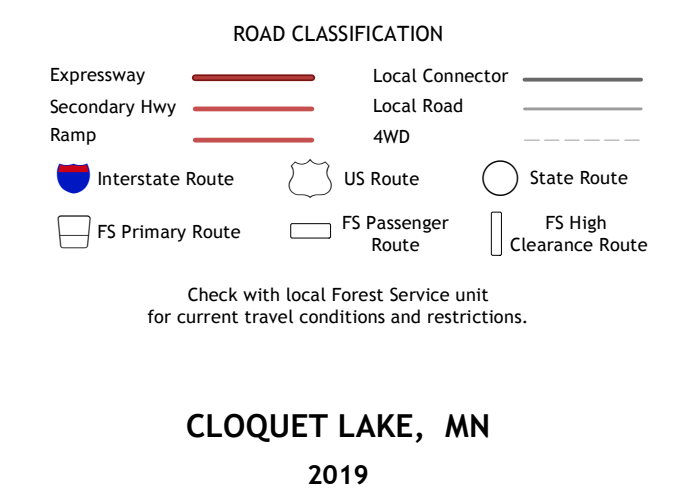 ROAD CLASSIFICATION
Expressway
Local Connector
Secondary Hwy
Local Road
Ramp
4WD
Interstate Route
US Route
State Route
FS Primary Route
FS Passenger
Route
FS High
Clearance Route
Check with local Forest Service unit
for current travel conditions and restrictions.
CLOQUET LAKE, MN
2019